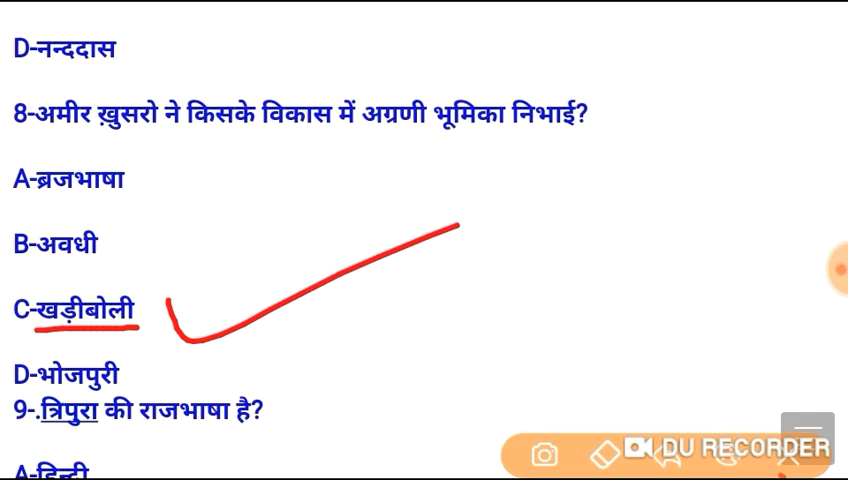 D-नन्ददास
8-अमीर ख़ुसरो ने किसके विकास में अग्रणी भूमिका निभाई?
A-ब्रजभाषा
B-अवधी
C-खड़ीबोली
D-भोजपुरी
9-.त्रिपुरा की राजभाषा है?
A-हिन्दी
DU RECORDER